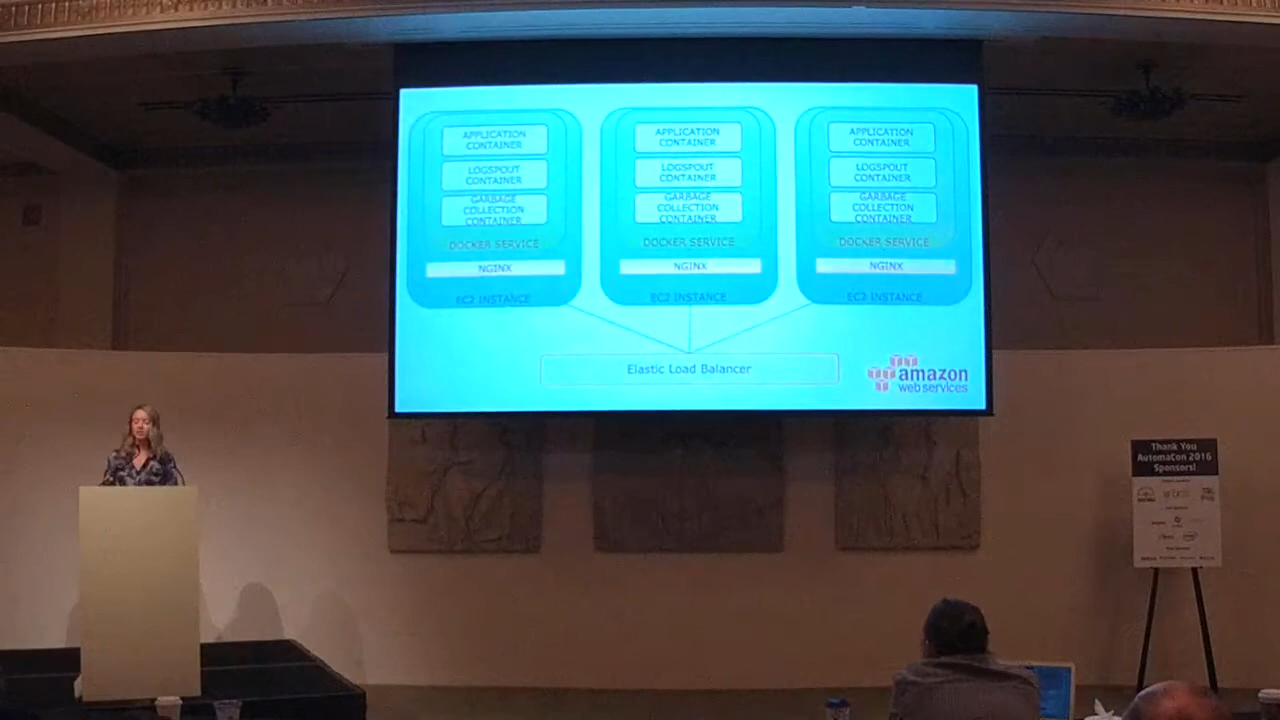 APPLICATION
CONTAINER
LOGSPOUT
CONTAINER
GARBAGE
COLLECTION
CONTAINER
DOCKER SERVICE
NGINX
EC2 INSTANCE
APPLICATION
CONTAINER
LOGSPOUT
CONTAINER
GARBAGE
COLLECTION
CONTAINER
DOCKER SERVICE
NGINX
EC2 INSTANCE
APPLICATION
CONTAINER
LOGSPOUT
CONTAINER
GARBAGE
COLLECTION
CONTAINER
DOCKER SERVICE
NGINX
EC2 INSTANCE
Elastic Load Balancer
amazon
web services
Thank You
AutomaCon 2016
Sponsors!